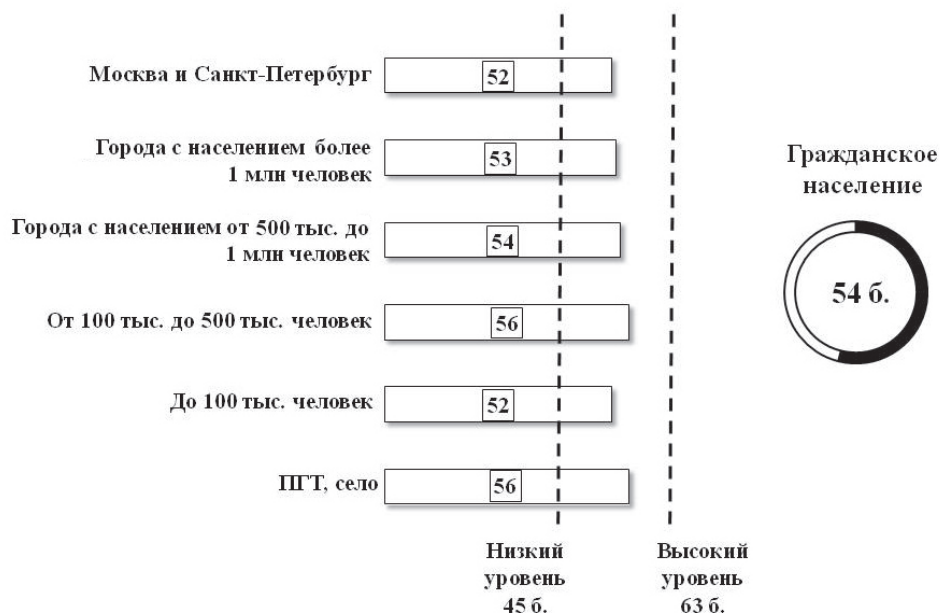 Москва и Санкт-Петербург
52
Города с населением более
1 млн человек
53
Города с населением от 500 тыс. до
1 млн человек
54
От 100 тыс. до 500 тыс. человек
56
До 100 тыс. человек
52
ПГТ, село
56
Низкий
уровень
45 б.
Высокий
уровень
63 б.
Гражданское
население
54 б.